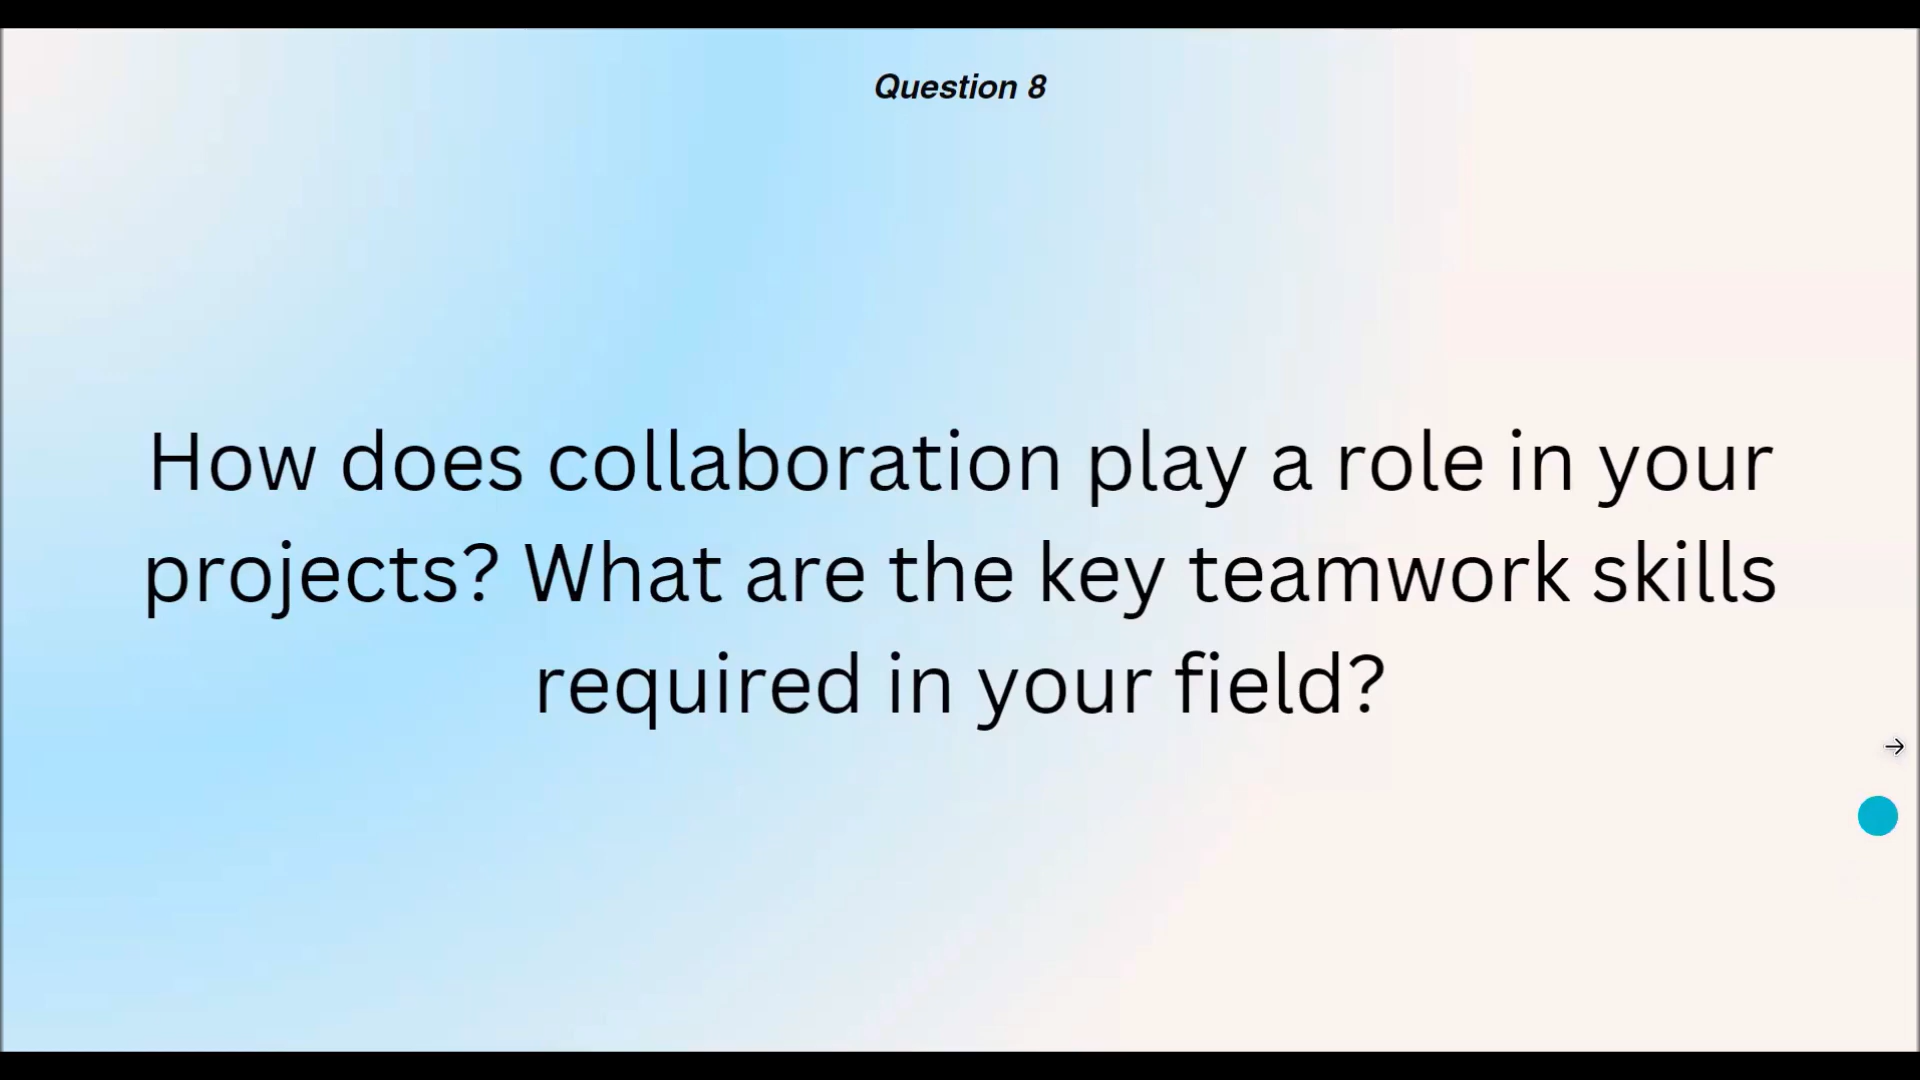 Question 8
How does collaboration play a role in your
projects? What are the key teamwork skills
required in your field?